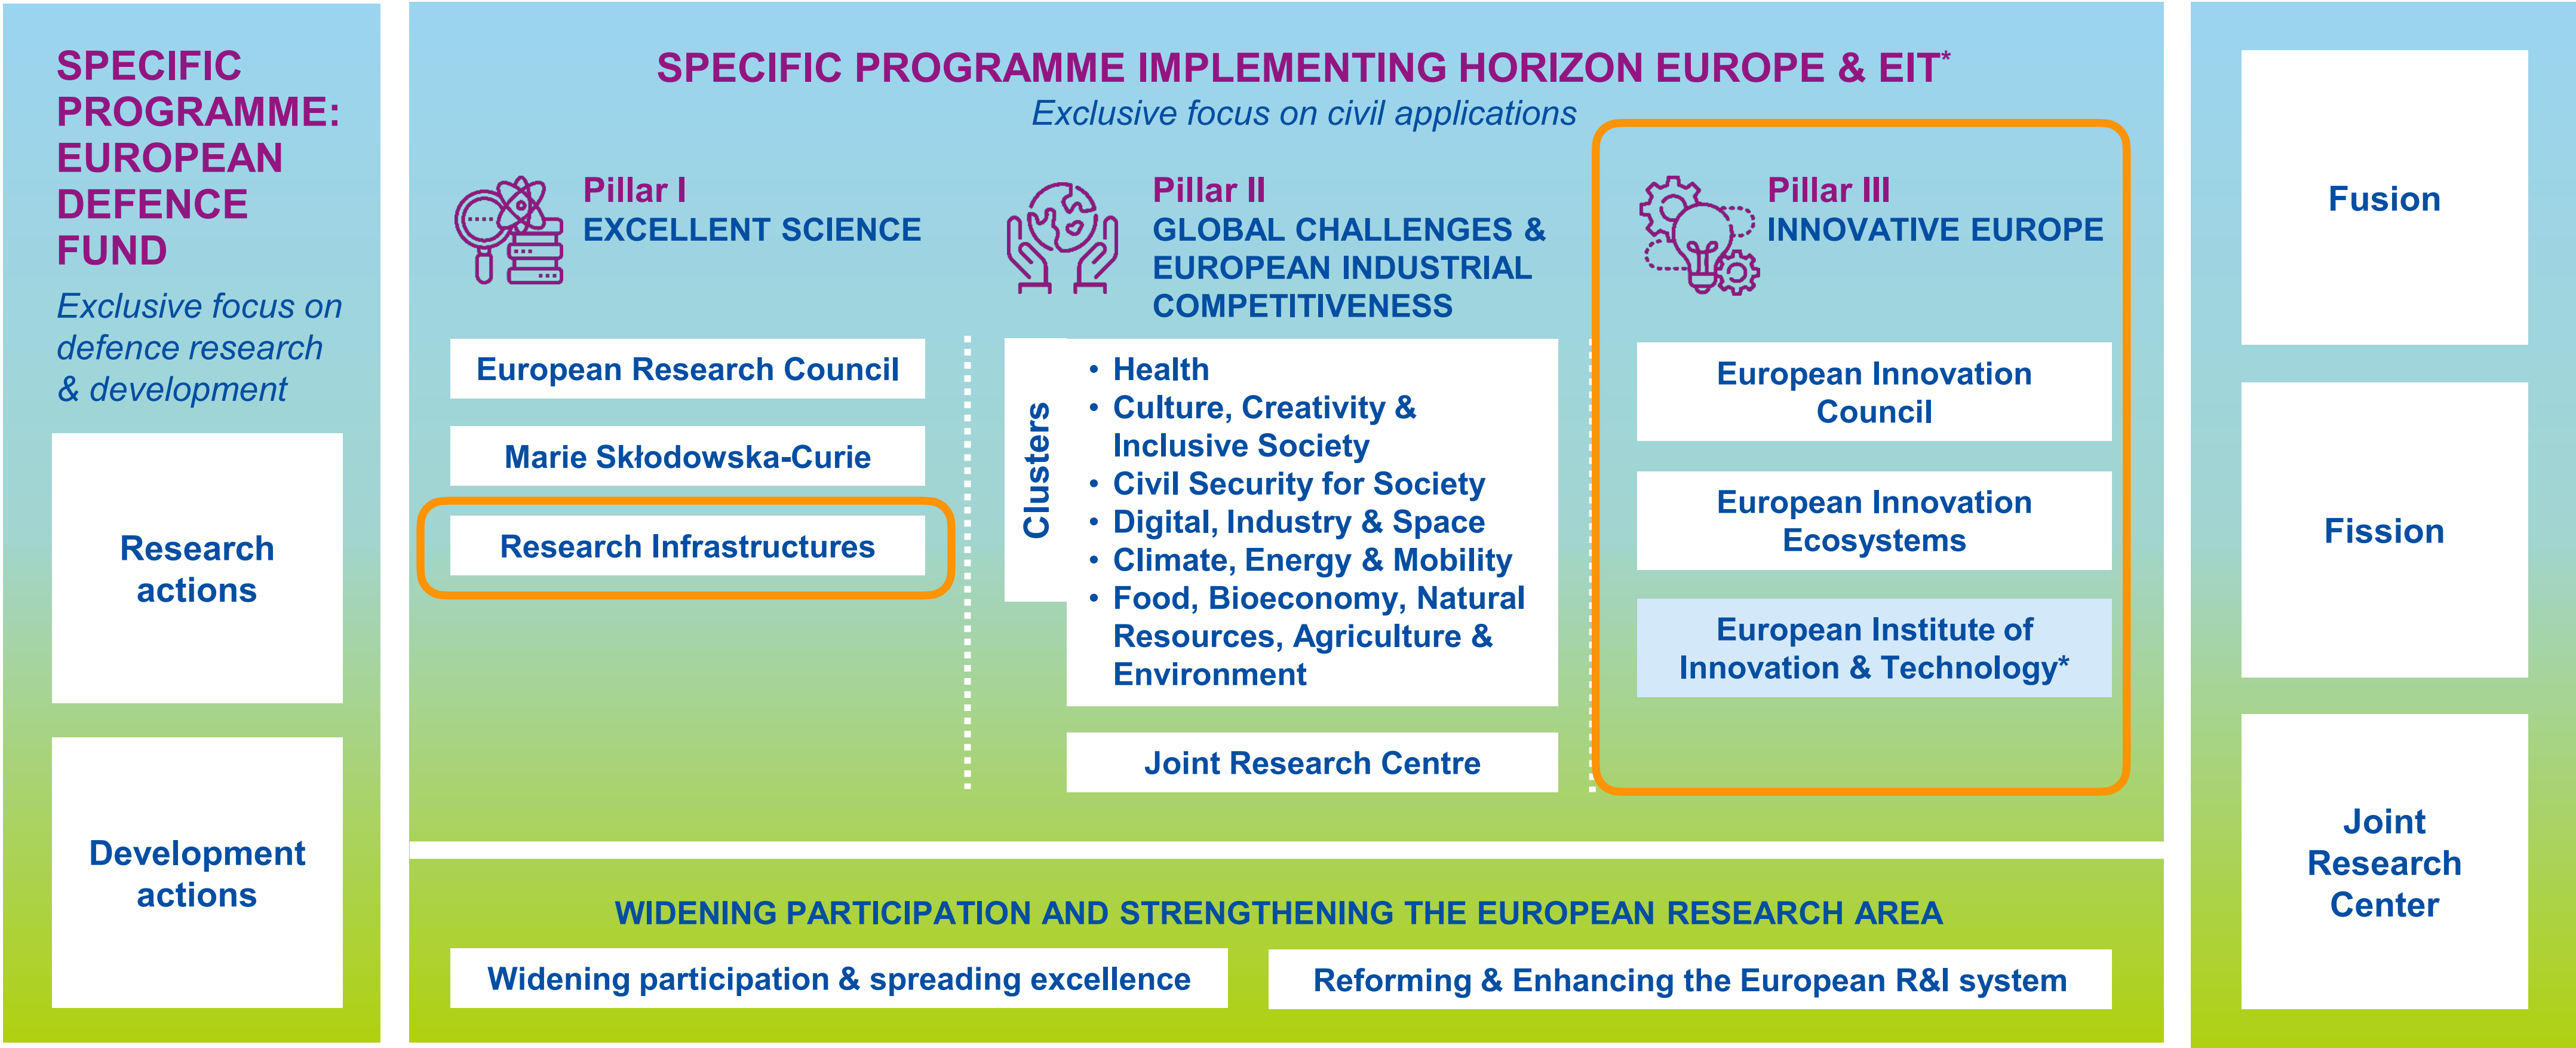 SPECIFIC
PROGRAMME:
EUROPEAN
DEFENCE
FUND
Exclusive focus on
defence research
& development
Research
actions
Development
actions
SPECIFIC PROGRAMME IMPLEMENTING HORIZON EUROPE & EIT*
Exclusive focus on civil applications
Pillar I
EXCELLENT SCIENCE
European Research Council
Marie Skłodowska-Curie
Research Infrastructures
Pillar II
GLOBAL CHALLENGES &
EUROPEAN INDUSTRIAL
COMPETITIVENESS
Clusters
• Health
• Culture, Creativity &
Inclusive Society
• Civil Security for Society
• Digital, Industry & Space
• Climate, Energy & Mobility
• Food, Bioeconomy, Natural
Resources, Agriculture &
Environment
Joint Research Centre
Pillar III
INNOVATIVE EUROPE
European Innovation
Council
European Innovation
Ecosystems
European Institute of
Innovation & Technology*
WIDENING PARTICIPATION AND STRENGTHENING THE EUROPEAN RESEARCH AREA
Widening participation & spreading excellence
Reforming & Enhancing the European R&I system
Fusion
Fission
Joint
Research
Center